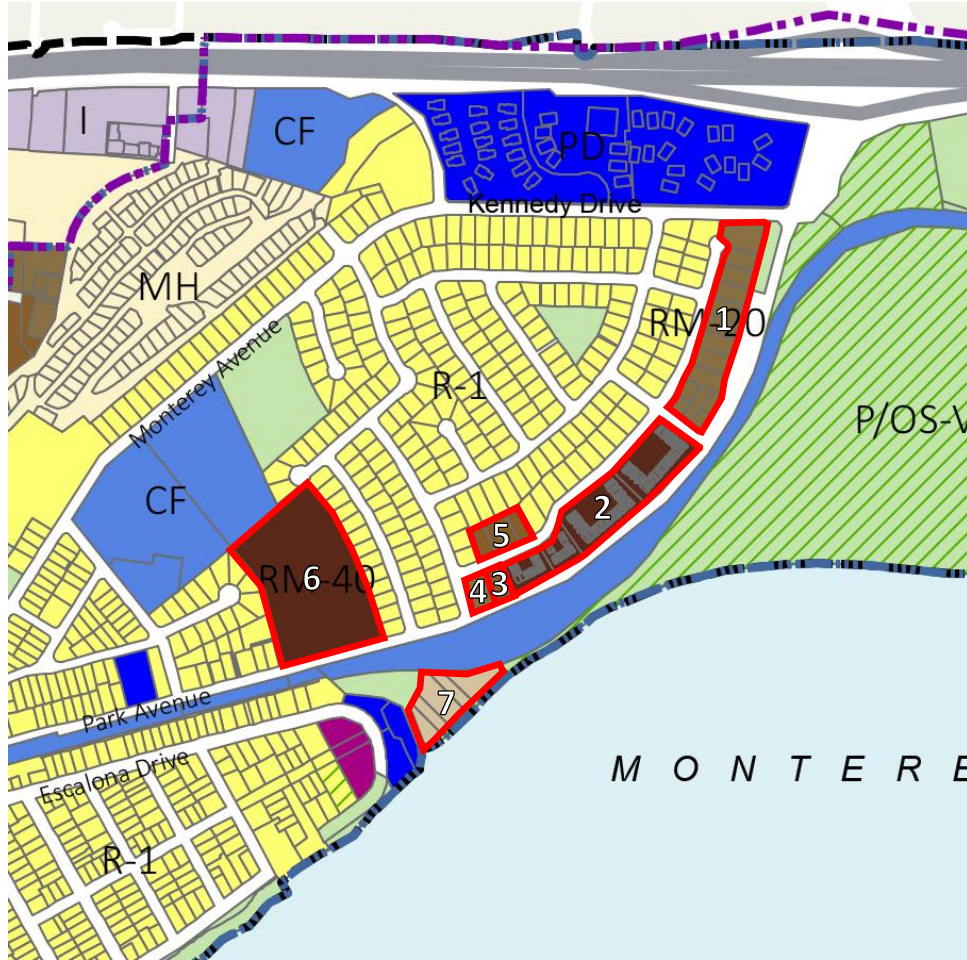 I
CF
PD
Kennedy Drive
MH
RM-20
1
Monterey Avenue
R-1
P/OS-V
CF
2
5
RM-40
6
4
3
7
Park Avenue
Escalona Drive
MONTERE
R-1